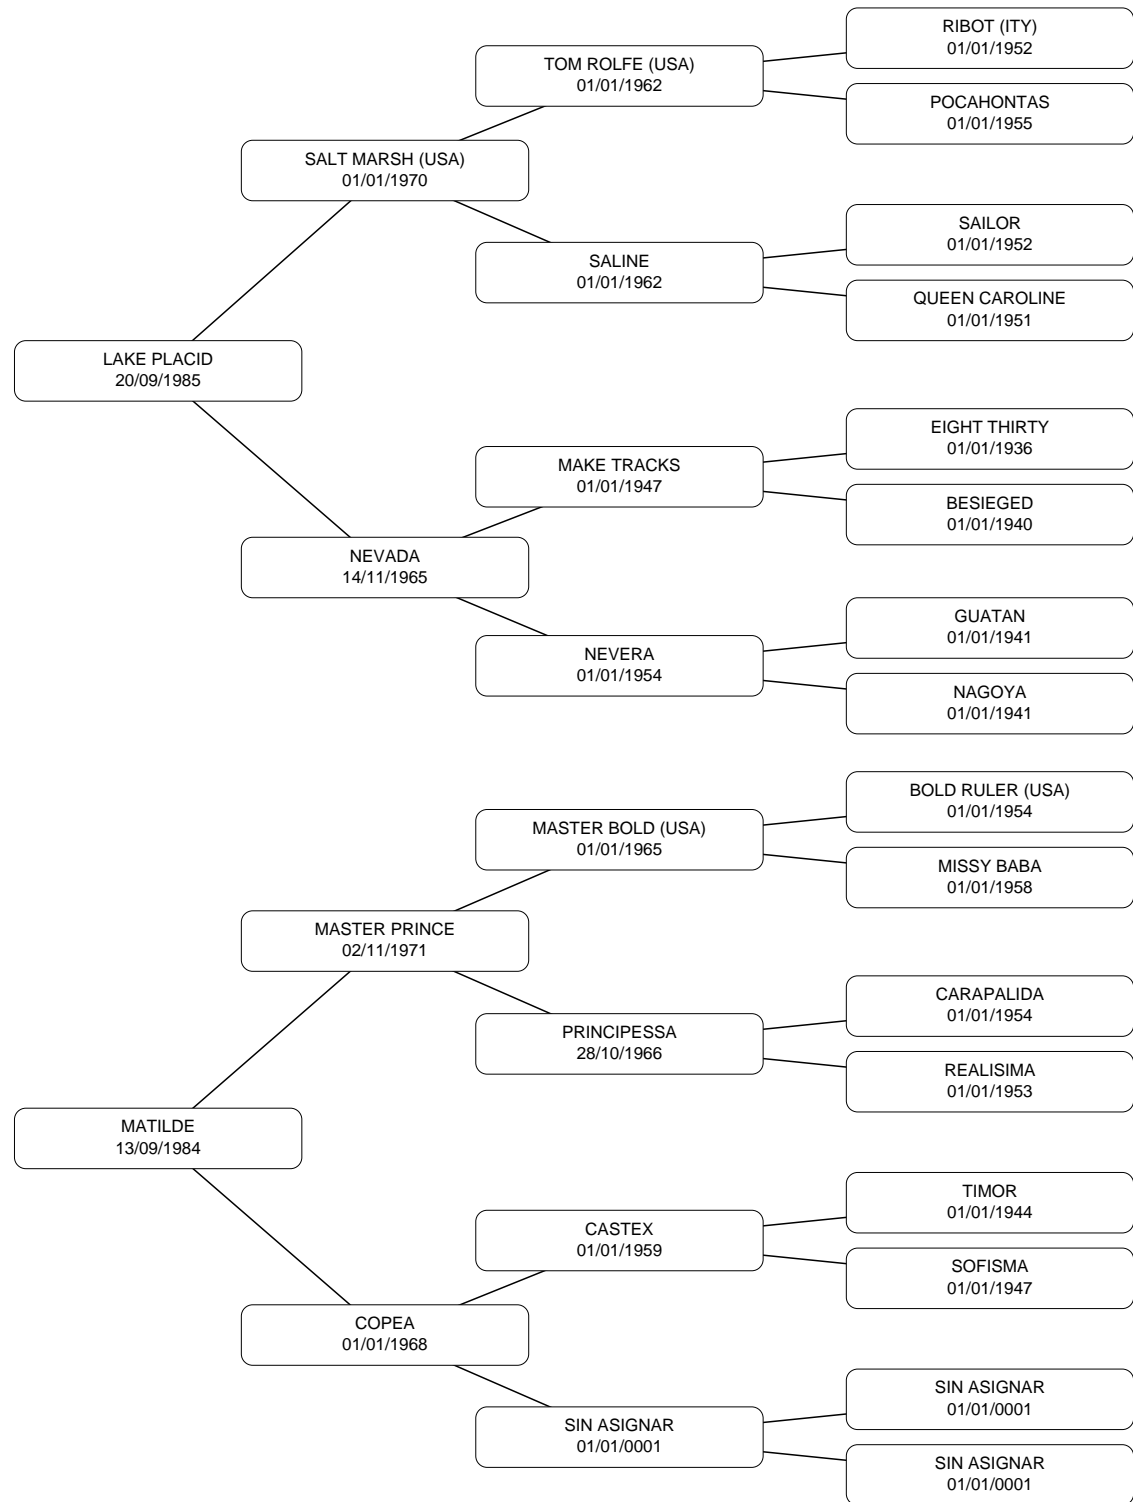 RIBOT (ITY)
01/01/1952
TOM ROLFE (USA)
01/01/1962
POCAHONTAS
01/01/1955
SALT MARSH (USA)
01/01/1970
SAILOR
01/01/1952
SALINE
01/01/1962
QUEEN CAROLINE
01/01/1951
LAKE PLACID
20/09/1985
EIGHT THIRTY
01/01/1936
MAKE TRACKS
01/01/1947
BESIEGED
01/01/1940
NEVADA
14/11/1965
GUATAN
01/01/1941
NEVERA
01/01/1954
NAGOYA
01/01/1941
BOLD RULER (USA)
01/01/1954
MASTER BOLD (USA)
01/01/1965
MISSY BABA
01/01/1958
MASTER PRINCE
02/11/1971
CARAPALIDA
01/01/1954
PRINCIPESSA
28/10/1966
REALISIMA
01/01/1953
MATILDE
13/09/1984
TIMOR
01/01/1944
CASTEX
01/01/1959
SOFISMA
01/01/1947
COPEA
01/01/1968
SIN ASIGNAR
01/01/0001
SIN ASIGNAR
01/01/0001
SIN ASIGNAR
01/01/0001